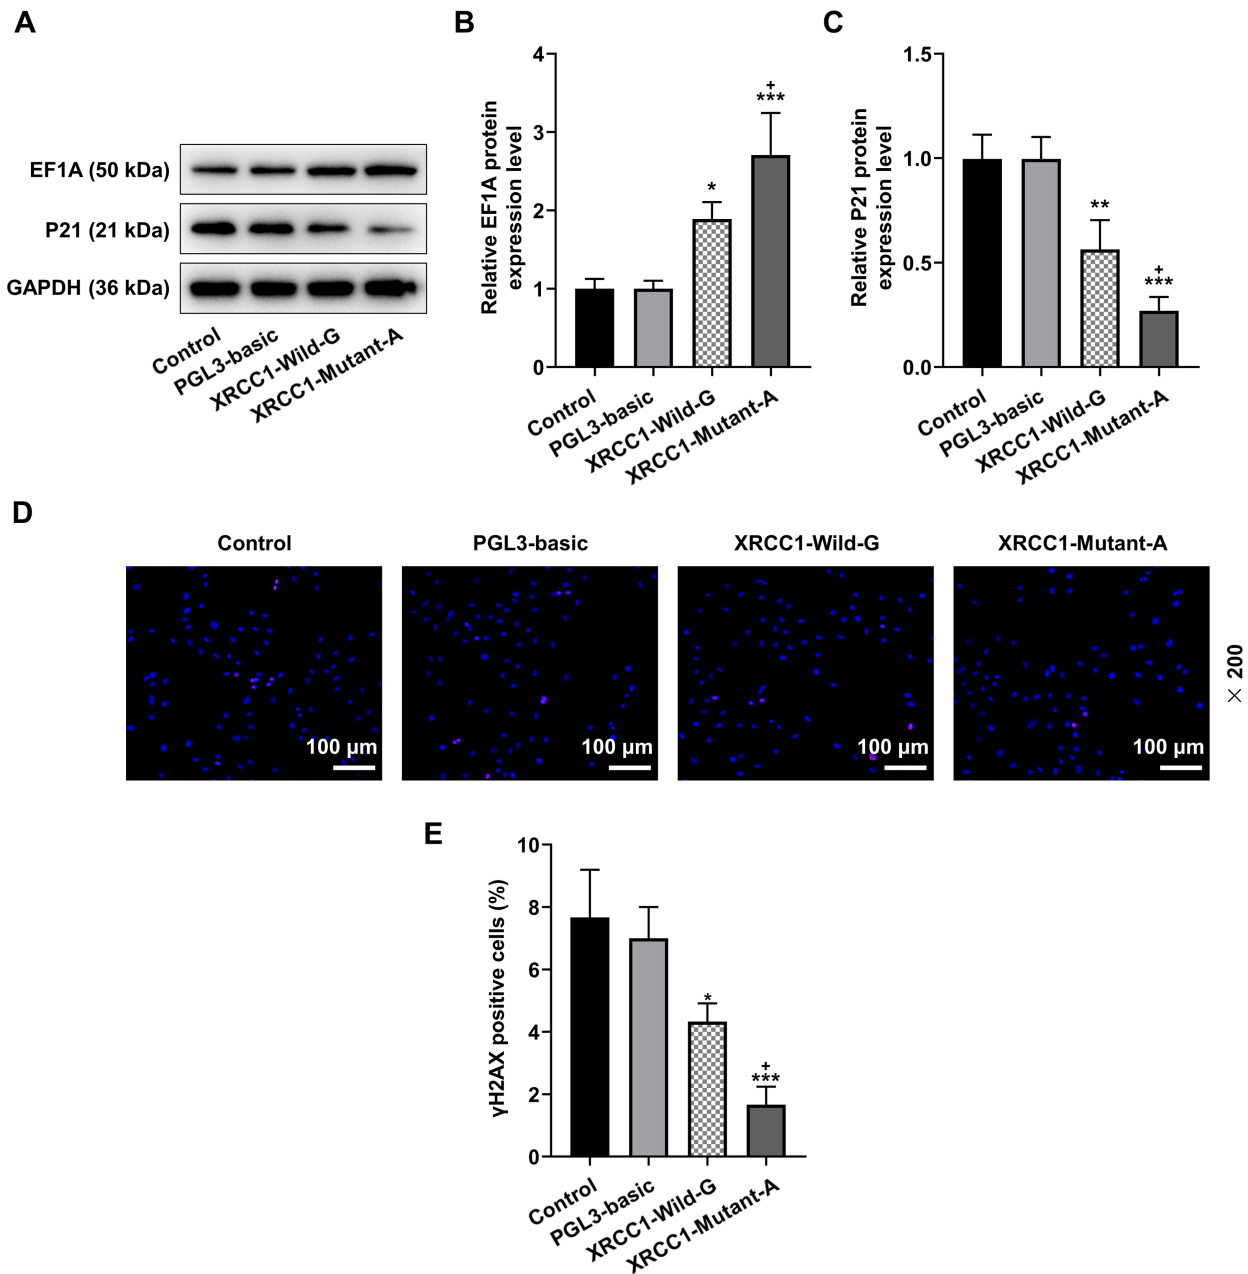 A
EF1A (50 kDa)
P21 (21 kDa)
GAPDH (36 kDa)
Control
PGL3-basic
XRCC1-Wild-G
XRCC1-Mutant-A
B
Relative EF1A protein
expression level
4
3
2
1
0
*
+
***
Control
PGL3-basic
XRCC1-Wild-G
XRCC1-Mutant-A
C
Relative P21 protein
expression level
1.5
1.0
0.5
0.0
**
+
***
Control
PGL3-basic
XRCC1-Wild-G
XRCC1-Mutant-A
D
Control
PGL3-basic
XRCC1-Wild-G
XRCC1-Mutant-A
100 μm
100 μm
100 μm
100 μm
× 200
E
γH2AX positive cells (%)
10
8
6
4
2
0
*
+
***
Control
PGL3-basic
XRCC1-Wild-G
XRCC1-Mutant-A